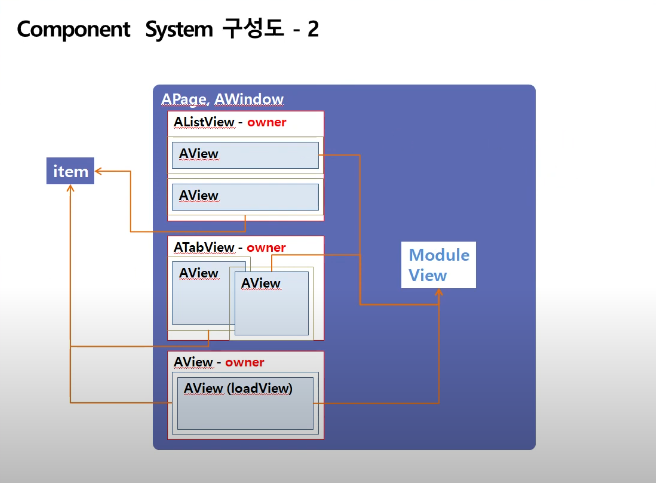 Component System 구성도 - 2
APage, AWindow
AListView - owner
AView
AView
item
ATabView - owner
AView
AView
Module
View
AView - owner
AView (loadView)